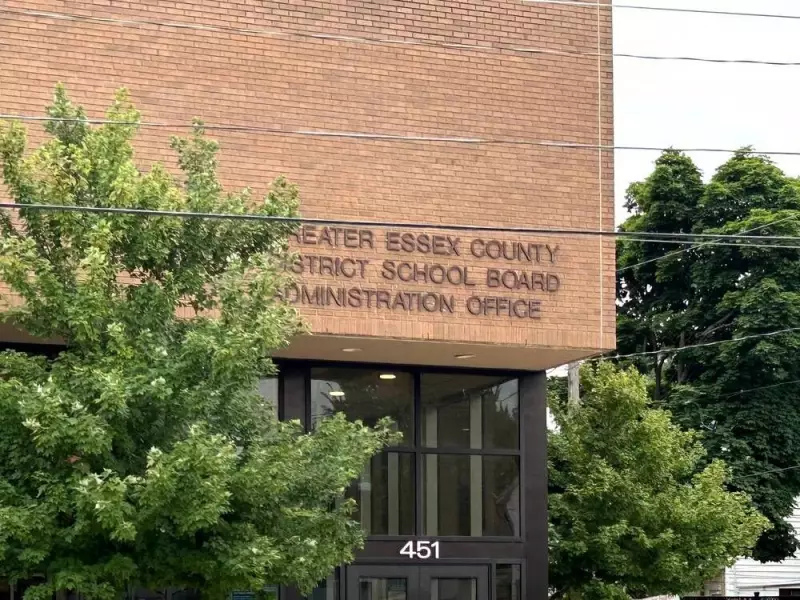 REATER ESSEX COUNTY
ISTRICT SCHOOL BOARD
DMINISTRATION OFFICE
451